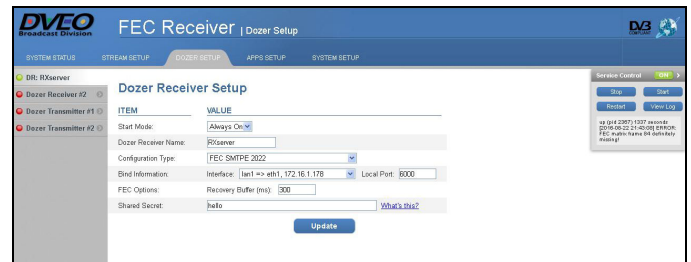 DVEO
Broadcast Division
FEC Receiver | Dozer Setup
DVB
COMPLIANT
SYSTEM STATUS STREAM SETUP DOZER SETUP APPS SETUP SYSTEM SETUP
DR: RXserver
Dozer Receiver #2
Dozer Transmitter #1
Dozer Transmitter #2
Dozer Receiver Setup
ITEM VALUE
Start Mode: Always On
Dozer Receiver Name: RXserver
Configuration Type: FEC SMTPE 2022
Bind Information: Interface: lan1 => eth1, 172.16.1.178 Local Port: 6000
FEC Options: Recovery Buffer (ms): 300
Shared Secret: hello What's this?
Update
Service Control ON >
Stop Start
Restart View Log
up (pid 2367) 1337 seconds
[2016-08-22 21:43:08] ERROR:
FEC matrix frame 84 definitely
missing!